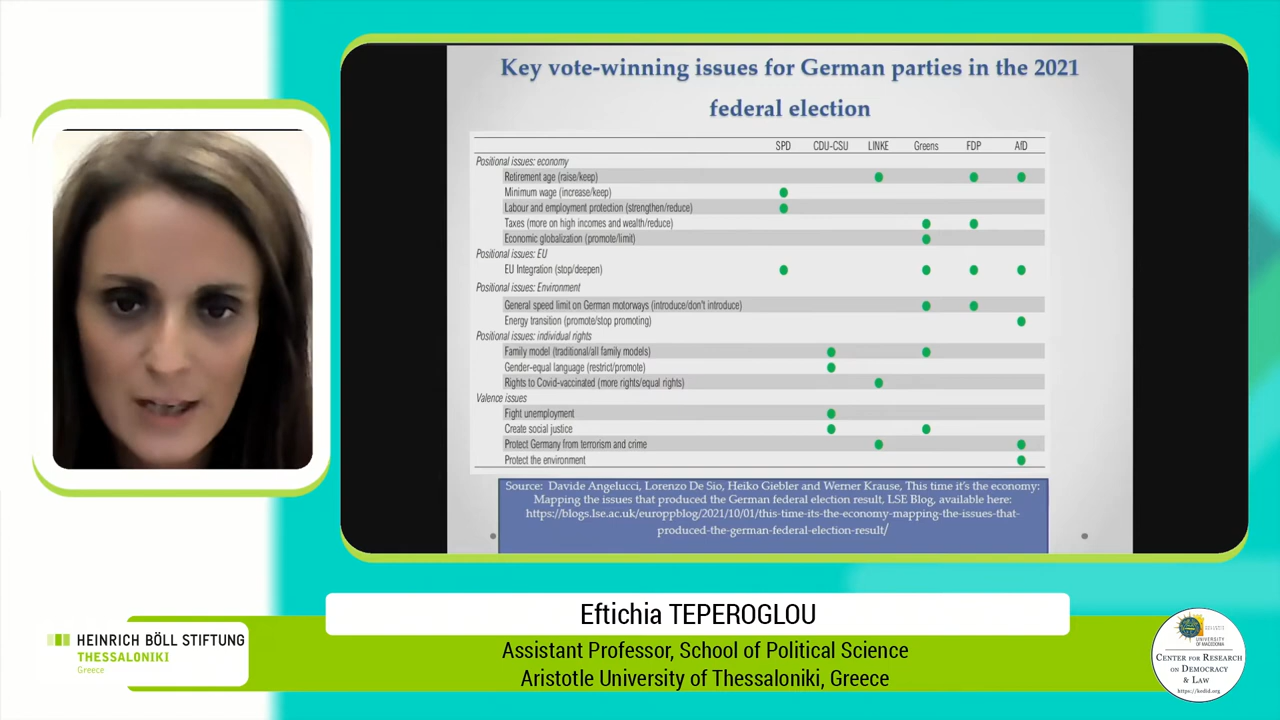 Key vote-winning issues for German parties in the 2021
federal election
SPD CDU-CSU LINKE Greens FDP AfD
Positional issues: economy
Retirement age (raise/keep)
Minimum wage (increase/keep)
Labour and employment protection (strengthen/reduce)
Taxes (more on high incomes and wealth/reduce)
Economic globalization (promote/limit)
Positional issues: EU
EU Integration (stop/deepen)
Positional issues: Environment
General speed limit on German motorways (introduce/don't introduce)
Energy transition (promote/stop promoting)
Positional issues: individual rights
Family model (traditional/all family models)
Gender-equal language (restrict/promote)
Rights to Covid-vaccinated (more rights/equal rights)
Valence issues
Fight unemployment
Create social justice
Protect Germany from terrorism and crime
Protect the environment
Source: Davide Angelucci, Lorenzo De Sio, Heiko Giebler and Werner Krause, This time it's the economy:
Mapping the issues that produced the German federal election result, LSE Blog, available here:
https://blogs.lse.ac.uk/europpblog/2021/10/01/this-time-its-the-economy-mapping-the-issues-that-
produced-the-german-federal-election-result/
Eftichia TEPEROGLOU
Assistant Professor, School of Political Science
Aristotle University of Thessaloniki, Greece
HEINRICH BÖLL STIFTUNG
THESSALONIKI
Greece
UNIVERSITY
OF MACEDONIA
CENTER FOR RESEARCH
ON DEMOCRACY
& LAW
https://kedid.org